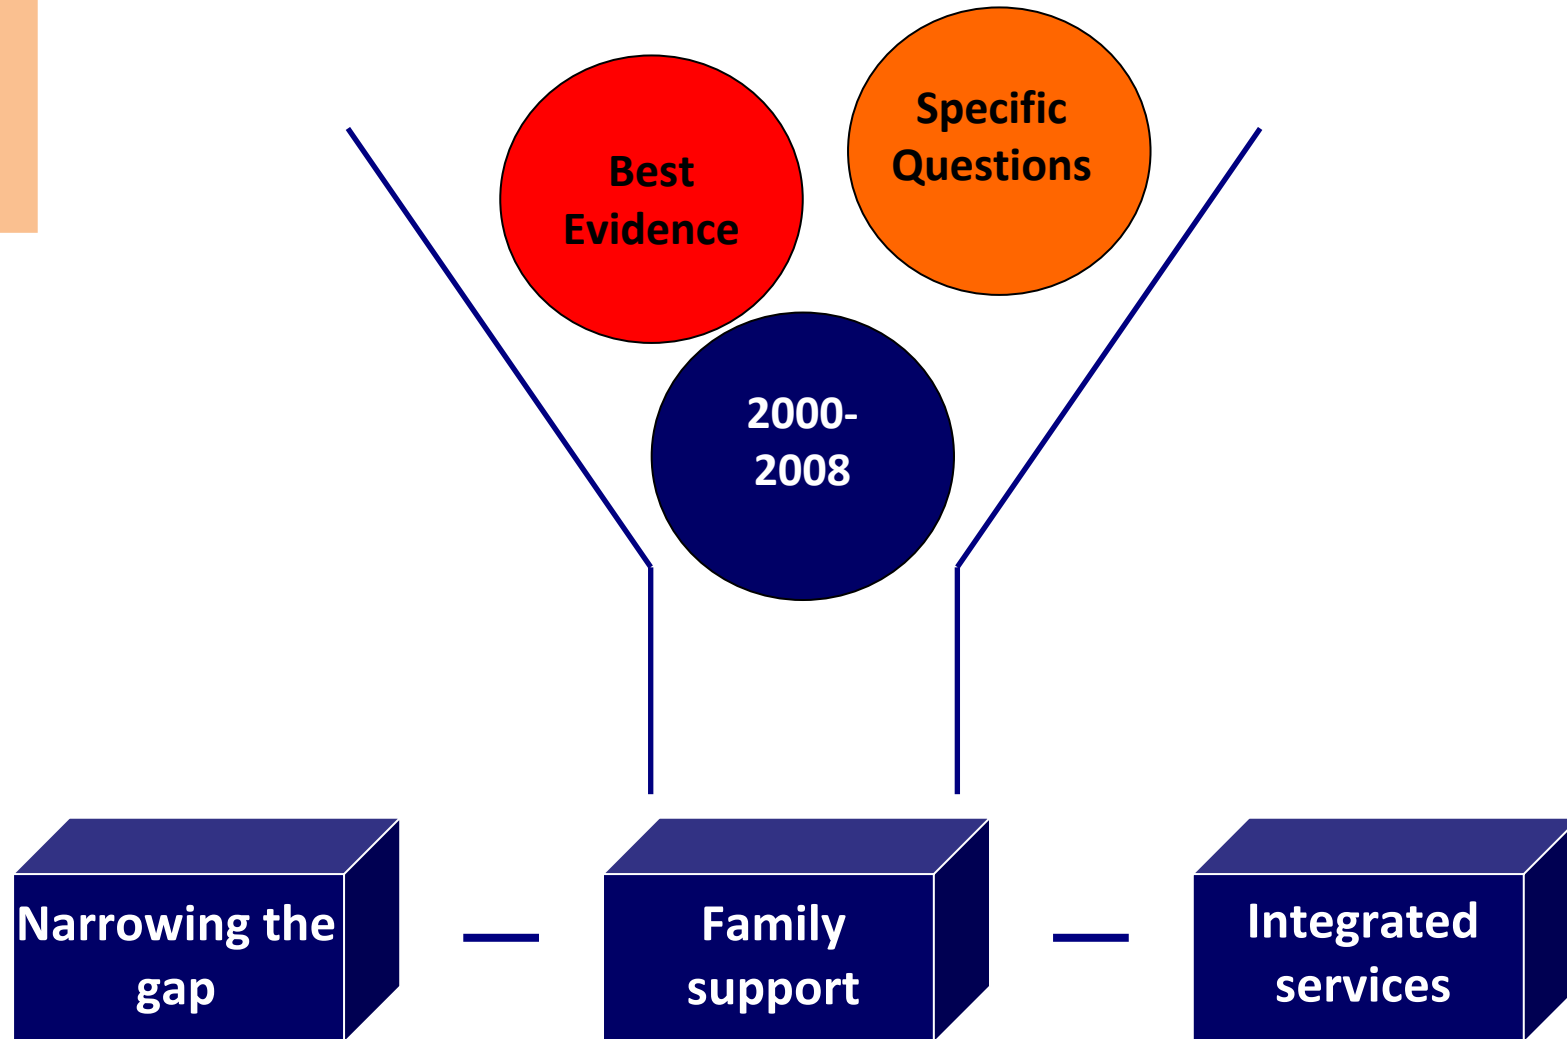 Best
Evidence
Specific
Questions
2000-
2008
Narrowing the
gap
Family
support
Integrated
services